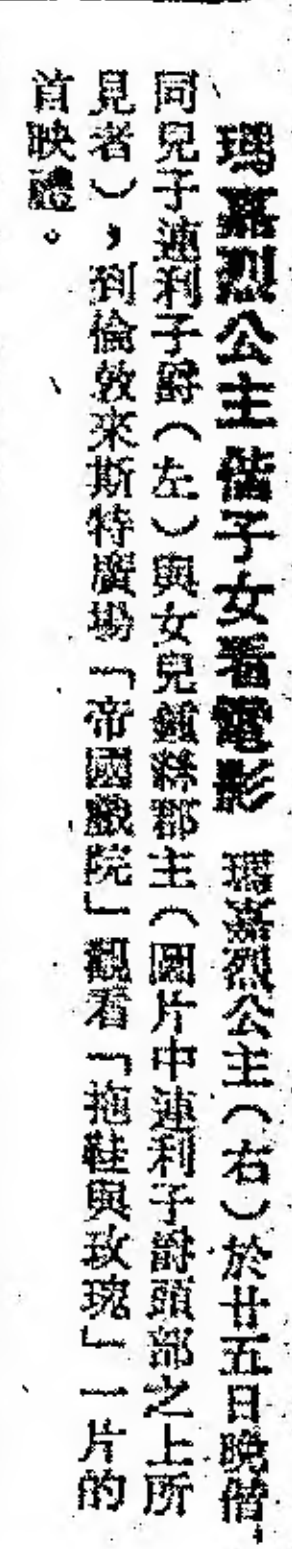 瑪嘉烈公主偕子女看電影 瑪嘉烈公主（右）於廿五日晚偕
同兒子連利子爵（左）與女兒郡主（圖片中連利子爵頭部之上所
見者），到倫敦來斯特廣場「帝國戲院」觀看「拖鞋與玫瑰」一片的
首映禮。